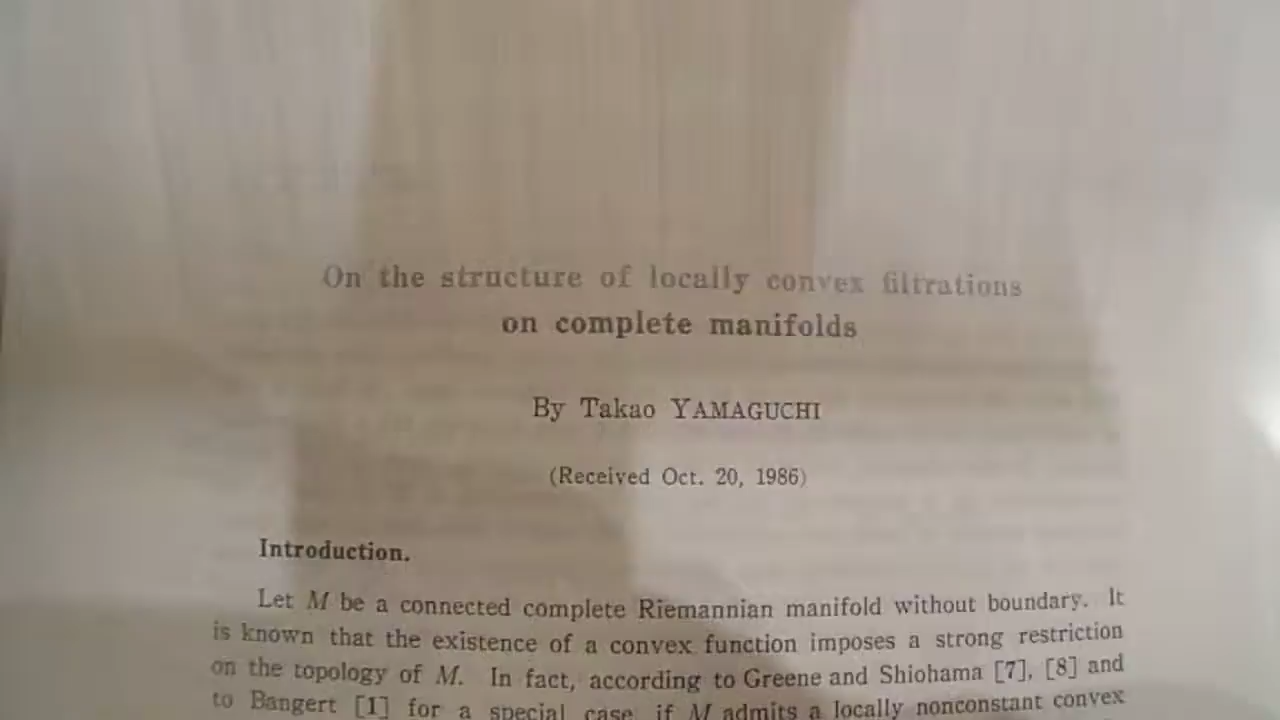 On the structure of locally convex filtrations
on complete manifolds
By Takao YAMAGUCHI
(Received Oct. 20, 1986)
Introduction.
Let M be a connected complete Riemannian manifold without boundary. It
is known that the existence of a convex function imposes a strong restriction
on the topology of M. In fact, according to Greene and Shiohama [7], [8] and
to Bangert [1] for a special case, if M admits a locally nonconstant convex